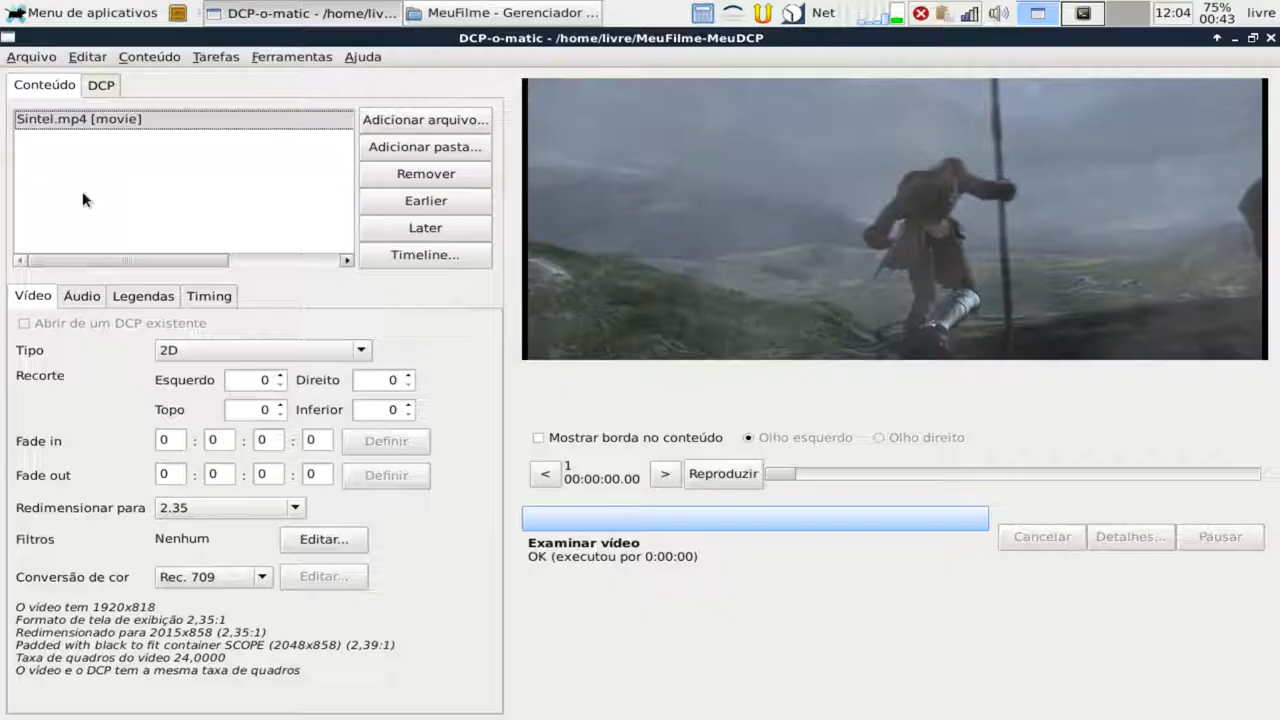 Menu de aplicativos
DCP-o-matic - /home/liv...
MeuFilme - Gerenciador ...
Net
12:04
75%
00:43
livre
DCP-o-matic - /home/livre/MeuFilme-MeuDCP
Arquivo Editar Conteúdo Tarefas Ferramentas Ajuda
Conteúdo DCP
Sintel.mp4 [movie]
Adicionar arquivo...
Adicionar pasta...
Remover
Earlier
Later
Timeline...
Vídeo Áudio Legendas Timing
Abrir de um DCP existente
Tipo 2D
Recorte
Esquerdo 0 Direito 0
Topo 0 Inferior 0
Fade in 0 : 0 : 0 : 0 Definir
Fade out 0 : 0 : 0 : 0 Definir
Redimensionar para 2.35
Filtros Nenhum Editar...
Conversão de cor Rec. 709 Editar...
O vídeo tem 1920x818
Formato de tela de exibição 2,35:1
Redimensionado para 2015x858 (2,35:1)
Padded with black to fit container SCOPE (2048x858) (2,39:1)
Taxa de quadros do vídeo 24,0000
O vídeo e o DCP tem a mesma taxa de quadros
Mostrar borda no conteúdo Olho esquerdo Olho direito
< 1
00:00:00.00 > Reproduzir
Examinar vídeo
OK (executou por 0:00:00)
Cancelar Detalhes... Pausar